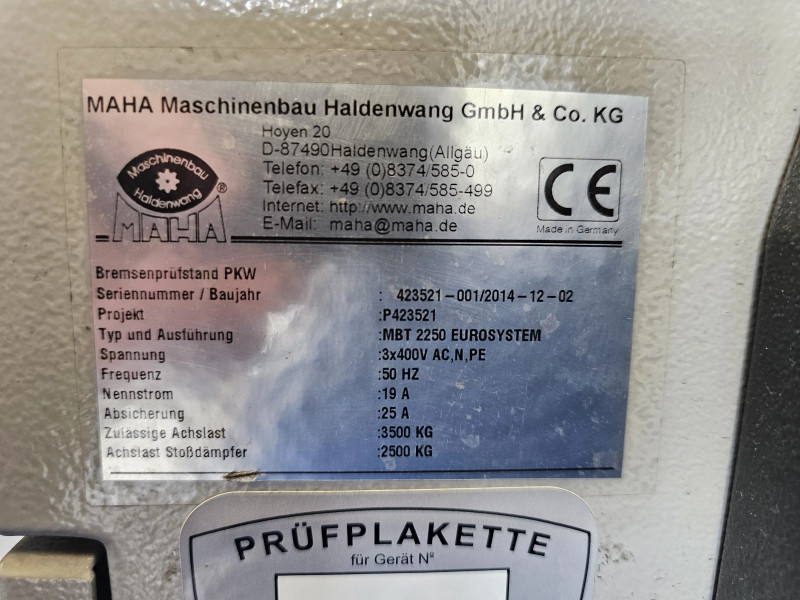 MAHA Maschinenbau Haldenwang GmbH & Co. KG
Hoyen 20
D-87490Haldenwang(Allgäu)
Telefon: +49 (0)8374/585-0
Telefax: +49 (0)8374/585-499
Internet: http://www.maha.de
E-Mail: maha@maha.de
Maschinenbau
Haldenwang
MAHA®
CE
Made in Germany
Bremsenprüfstand PKW
Seriennummer / Baujahr : 423521-001/2014-12-02
Projekt :P423521
Typ und Ausführung :MBT 2250 EUROSYSTEM
Spannung :3x400V AC,N,PE
Frequenz :50 HZ
Nennstrom :19 A
Absicherung :25 A
Zulässige Achslast :3500 KG
Achslast Stoßdämpfer :2500 KG
PRÜFPLAKETTE
für Gerät Nº